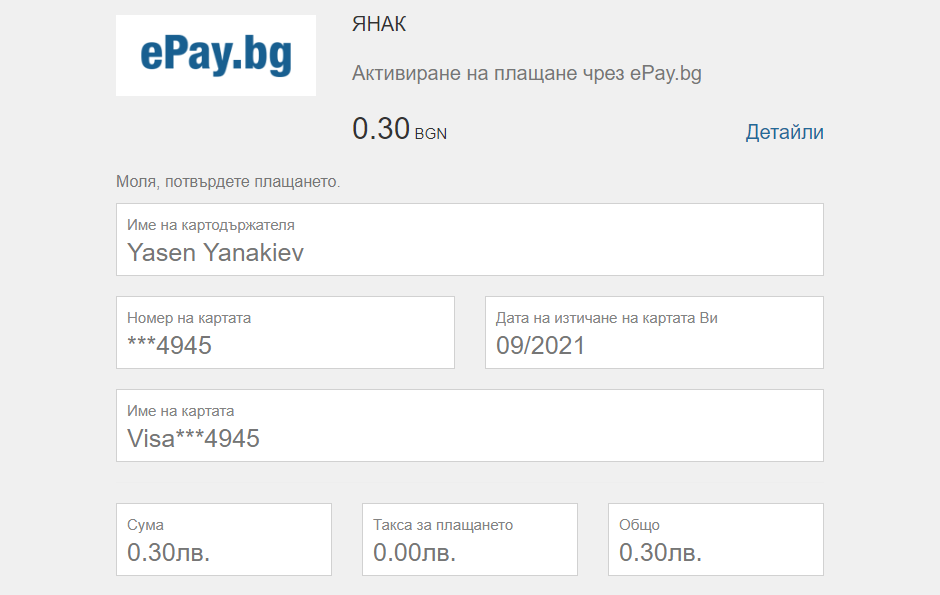 ePay.bg
ЯНАК
Активиране на плащане чрез ePay.bg
0.30 BGN
Детайли
Моля, потвърдете плащането.
Име на картодържателя
Yasen Yanakiev
Номер на картата
***4945
Дата на изтичане на картата Ви
09/2021
Име на картата
Visa***4945
Сума
0.30лв.
Такса за плащането
0.00лв.
Общо
0.30лв.